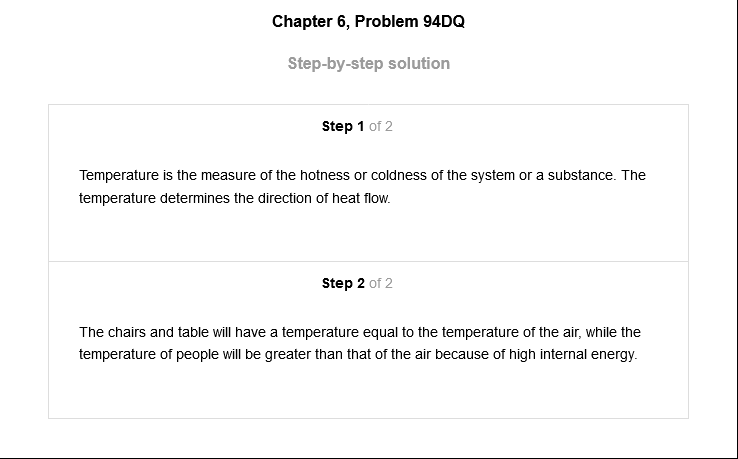 Chapter 6, Problem 94DQ
Step-by-step solution
Step 1 of 2
Temperature is the measure of the hotness or coldness of the system or a substance. The
temperature determines the direction of heat flow.
Step 2 of 2
The chairs and table will have a temperature equal to the temperature of the air, while the
temperature of people will be greater than that of the air because of high internal energy.